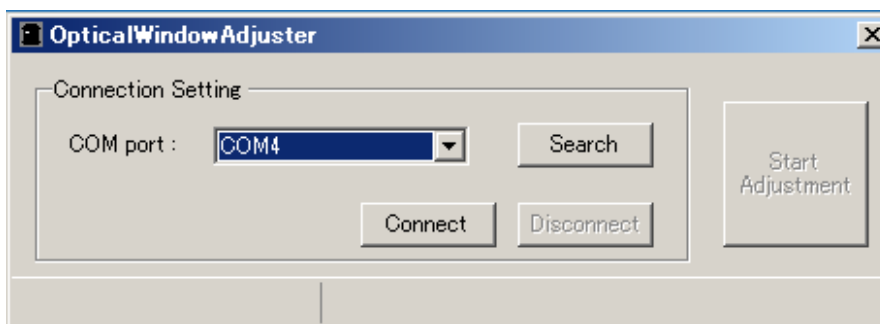 OpticalWindowAdjuster
Connection Setting
COM port :
COM4
Search
Connect
Disconnect
Start
Adjustment